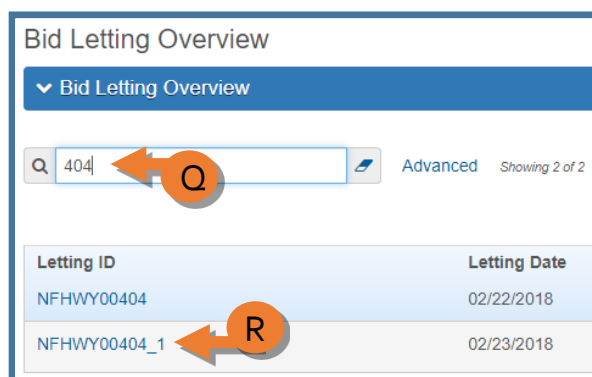 Bid Letting Overview
Bid Letting Overview
404 Advanced Showing 2 of 2
Q
Letting ID Letting Date
NFHWY00404 02/22/2018
NFHWY00404_1 R 02/23/2018